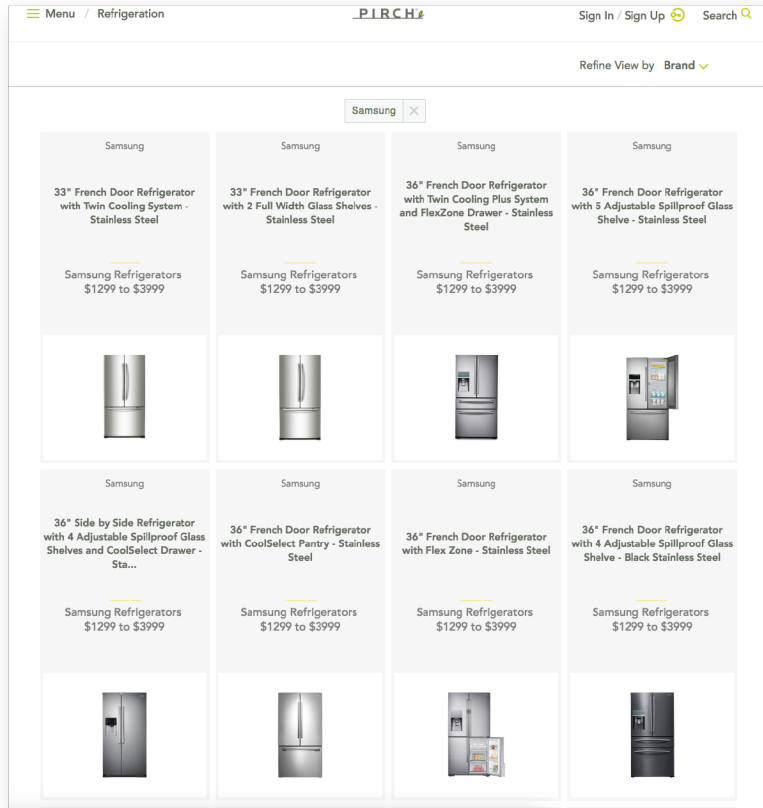 Menu / Refrigeration
PIRCH
Sign In / Sign Up
Search
Refine View by Brand
Samsung
Samsung
33" French Door Refrigerator
with Twin Cooling System -
Stainless Steel
Samsung Refrigerators
$1299 to $3999
Samsung
33" French Door Refrigerator
with 2 Full Width Glass Shelves -
Stainless Steel
Samsung Refrigerators
$1299 to $3999
Samsung
36" French Door Refrigerator
with Twin Cooling Plus System
and FlexZone Drawer - Stainless
Steel
Samsung Refrigerators
$1299 to $3999
Samsung
36" French Door Refrigerator
with 5 Adjustable Spillproof Glass
Shelve - Stainless Steel
Samsung Refrigerators
$1299 to $3999
Samsung
36" Side by Side Refrigerator
with 4 Adjustable Spillproof Glass
Shelves and CoolSelect Drawer -
Sta...
Samsung Refrigerators
$1299 to $3999
Samsung
36" French Door Refrigerator
with CoolSelect Pantry - Stainless
Steel
Samsung Refrigerators
$1299 to $3999
Samsung
36" French Door Refrigerator
with Flex Zone - Stainless Steel
Samsung Refrigerators
$1299 to $3999
Samsung
36" French Door Refrigerator
with 4 Adjustable Spillproof Glass
Shelve - Black Stainless Steel
Samsung Refrigerators
$1299 to $3999